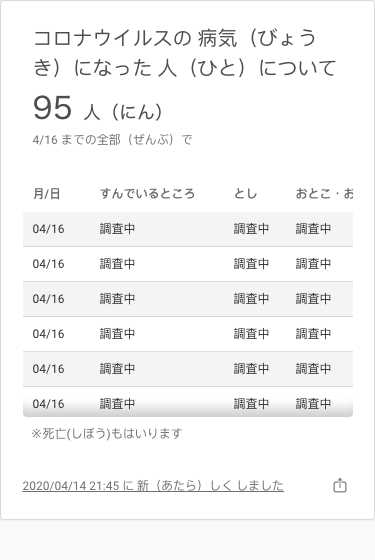 コロナウイルスの 病気（びょう
き）になった 人（ひと）について
95 人（にん）
4/16 までの全部（ぜんぶ）で
月/日 すんでいるところ とし おとこ・お
04/16 調査中 調査中 調査中
04/16 調査中 調査中 調査中
04/16 調査中 調査中 調査中
04/16 調査中 調査中 調査中
04/16 調査中 調査中 調査中
04/16 調査中 調査中 調査中
※死亡(しぼう)もはいります
2020/04/14 21:45 に 新（あたら）しく しました